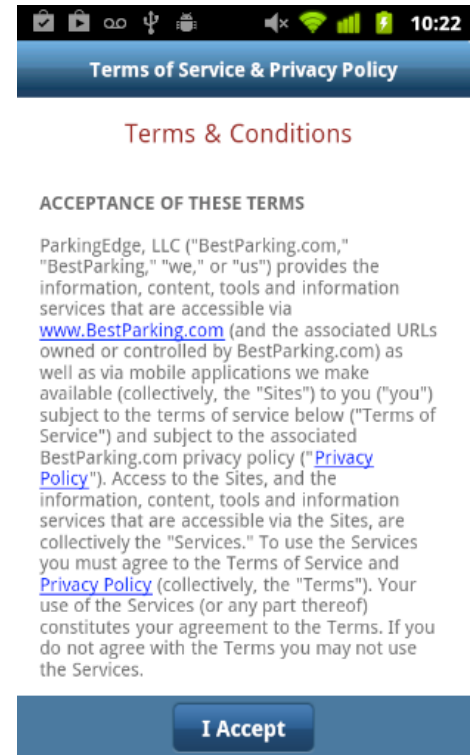 10:22
Terms of Service & Privacy Policy
Terms & Conditions
ACCEPTANCE OF THESE TERMS
ParkingEdge, LLC ("BestParking.com,"
"BestParking," "we," or "us") provides the
information, content, tools and information
services that are accessible via
www.BestParking.com (and the associated URLs
owned or controlled by BestParking.com) as
well as via mobile applications we make
available (collectively, the "Sites") to you ("you")
subject to the terms of service below ("Terms of
Service") and subject to the associated
BestParking.com privacy policy ("Privacy
Policy"). Access to the Sites, and the
information, content, tools and information
services that are accessible via the Sites, are
collectively the "Services." To use the Services
you must agree to the Terms of Service and
Privacy Policy (collectively, the "Terms"). Your
use of the Services (or any part thereof)
constitutes your agreement to the Terms. If you
do not agree with the Terms you may not use
the Services.
I Accept